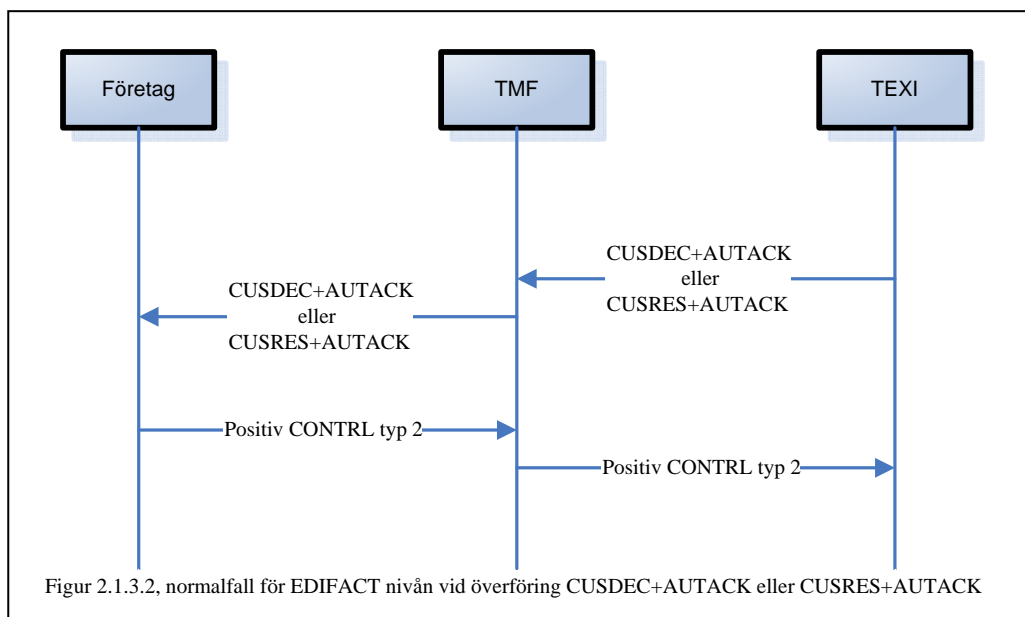 Företag
TMF
TEXI
CUSDEC+AUTACK
eller
CUSRES+AUTACK
CUSDEC+AUTACK
eller
CUSRES+AUTACK
Positiv CONTRL typ 2
Positiv CONTRL typ 2
Figur 2.1.3.2, normalfall för EDIFACT nivån vid överföring CUSDEC+AUTACK eller CUSRES+AUTACK